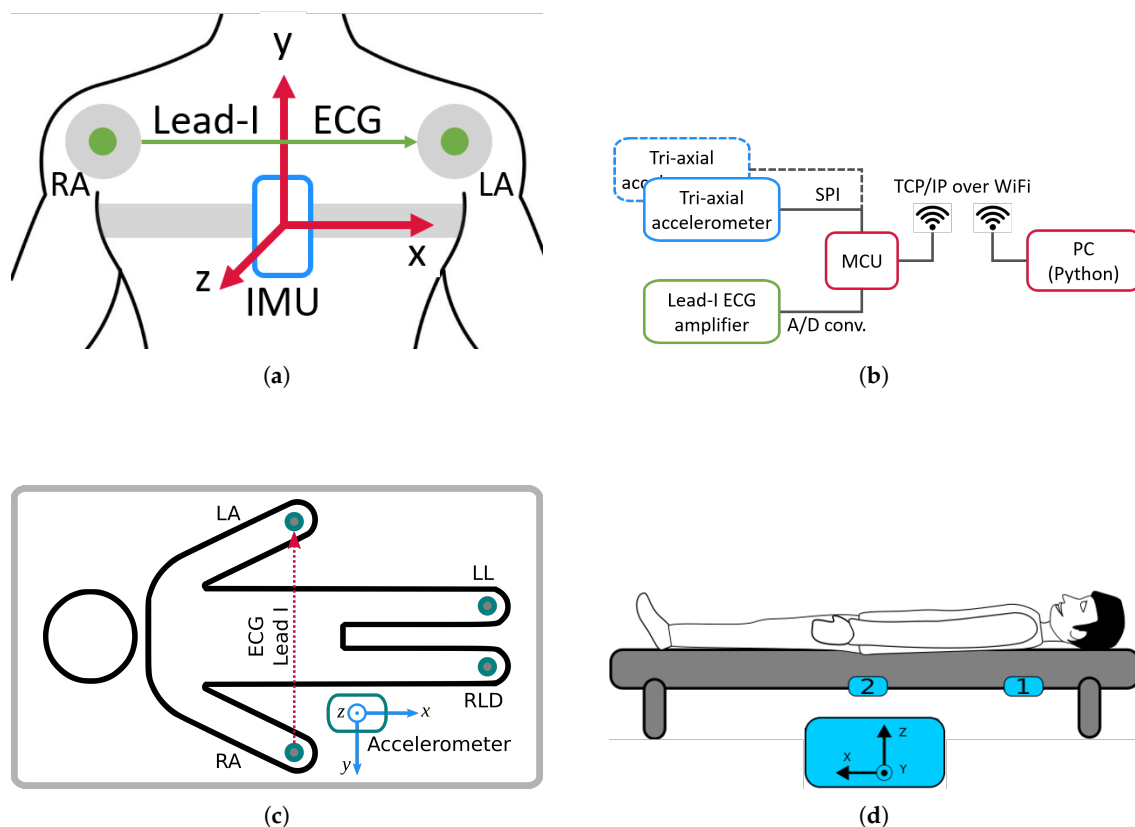 y
Lead-I ECG
RA
LA
x
z
IMU
(a)
Tri-axial
acc
Tri-axial
accelerometer
SPI
TCP/IP over WiFi
MCU
PC
(Python)
Lead-I ECG
amplifier
A/D conv.
(b)
LA
LL
ECG
Lead I
RLD
z
x
Accelerometer
y
RA
(c)
2
1
Z
X
Y
(d)